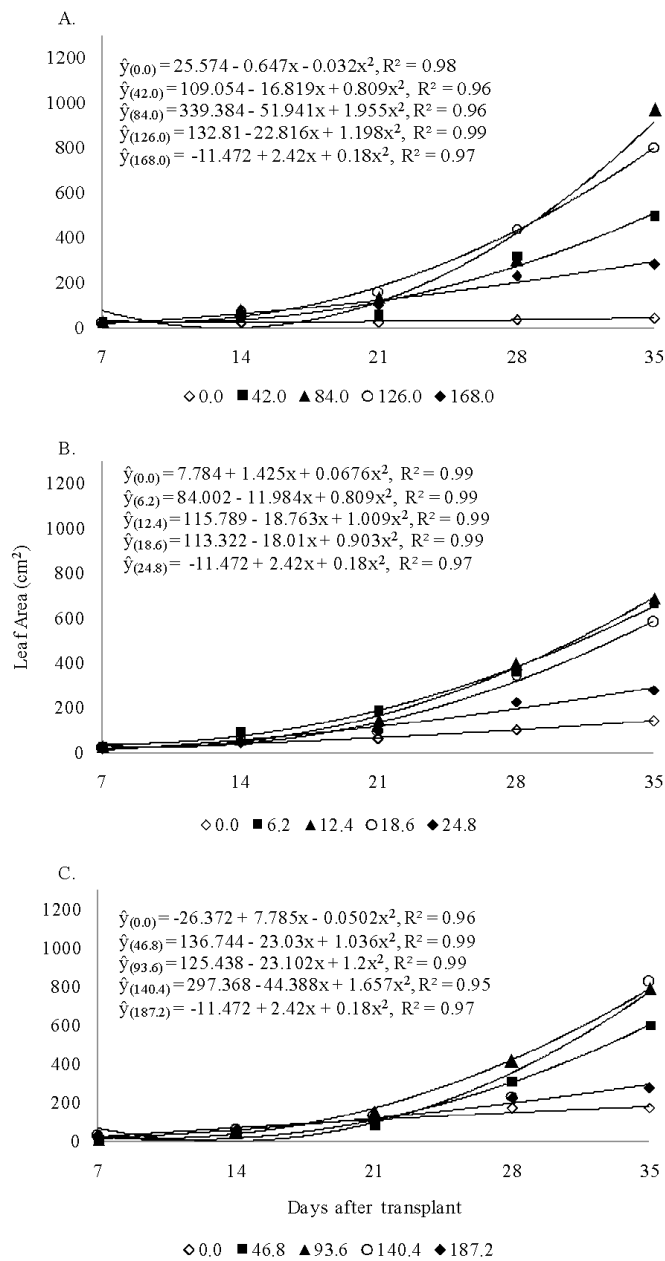 A.
1200
1000
800
600
400
200
0
ŷ(0.0) = 25.574 - 0.647x - 0.032x², R² = 0.98
ŷ(42.0) = 109.054 - 16.819x + 0.809x², R² = 0.96
ŷ(84.0) = 339.384 - 51.941x + 1.955x², R² = 0.96
ŷ(126.0) = 132.81 - 22.816x + 1.198x², R² = 0.99
ŷ(168.0) = -11.472 + 2.42x + 0.18x², R² = 0.97
7 14 21 28 35
0.0 42.0 84.0 126.0 168.0
B.
1200
1000
800
600
400
200
0
Leaf Area (cm²)
ŷ(0.0) = 7.784 + 1.425x + 0.0676x², R² = 0.99
ŷ(6.2) = 84.002 - 11.984x + 0.809x², R² = 0.99
ŷ(12.4) = 115.789 - 18.763x + 1.009x², R² = 0.99
ŷ(18.6) = 113.322 - 18.01x + 0.903x², R² = 0.99
ŷ(24.8) = -11.472 + 2.42x + 0.18x², R² = 0.97
7 14 21 28 35
0.0 6.2 12.4 18.6 24.8
C.
1200
1000
800
600
400
200
0
ŷ(0.0) = -26.372 + 7.785x - 0.0502x², R² = 0.96
ŷ(46.8) = 136.744 - 23.03x + 1.036x², R² = 0.99
ŷ(93.6) = 125.438 - 23.102x + 1.2x², R² = 0.99
ŷ(140.4) = 297.368 - 44.388x + 1.657x², R² = 0.95
ŷ(187.2) = -11.472 + 2.42x + 0.18x², R² = 0.97
7 14 21 28 35
Days after transplant
0.0 46.8 93.6 140.4 187.2